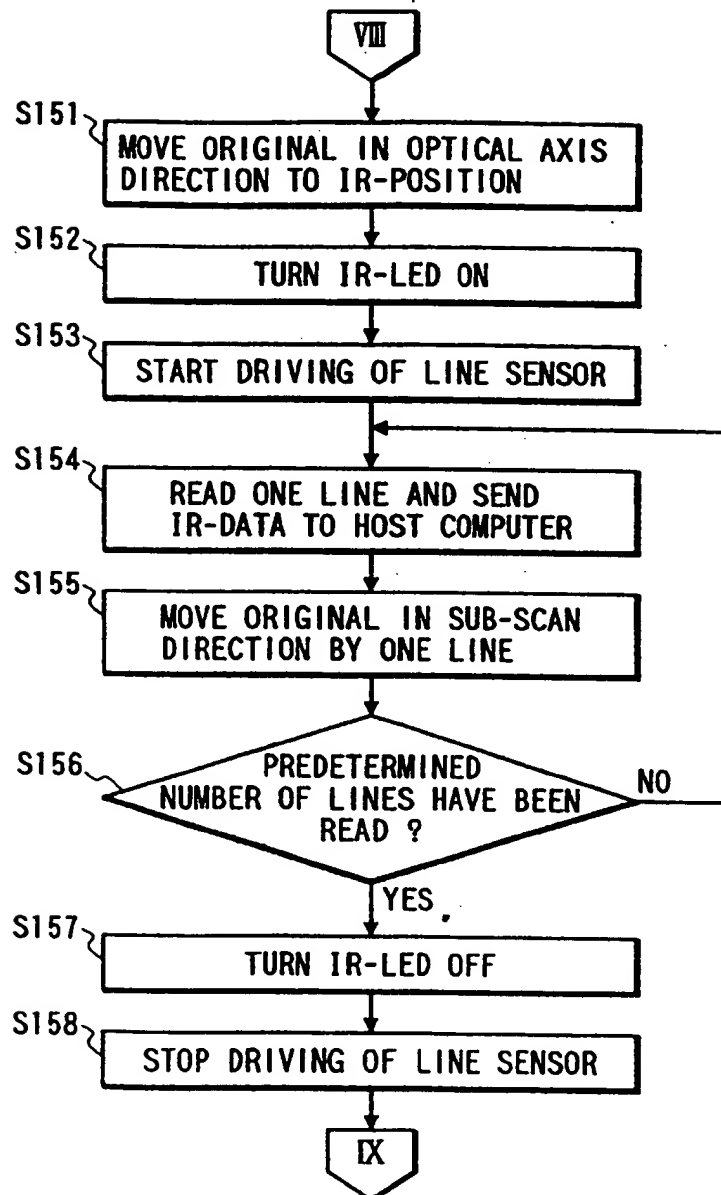 VIII
S151
MOVE ORIGINAL IN OPTICAL AXIS
DIRECTION TO IR-POSITION
S152
TURN IR-LED ON
S153
START DRIVING OF LINE SENSOR
S154
READ ONE LINE AND SEND
IR-DATA TO HOST COMPUTER
S155
MOVE ORIGINAL IN SUB-SCAN
DIRECTION BY ONE LINE
S156
PREDETERMINED
NUMBER OF LINES HAVE BEEN
READ ?
NO
YES
S157
TURN IR-LED OFF
S158
STOP DRIVING OF LINE SENSOR
IX